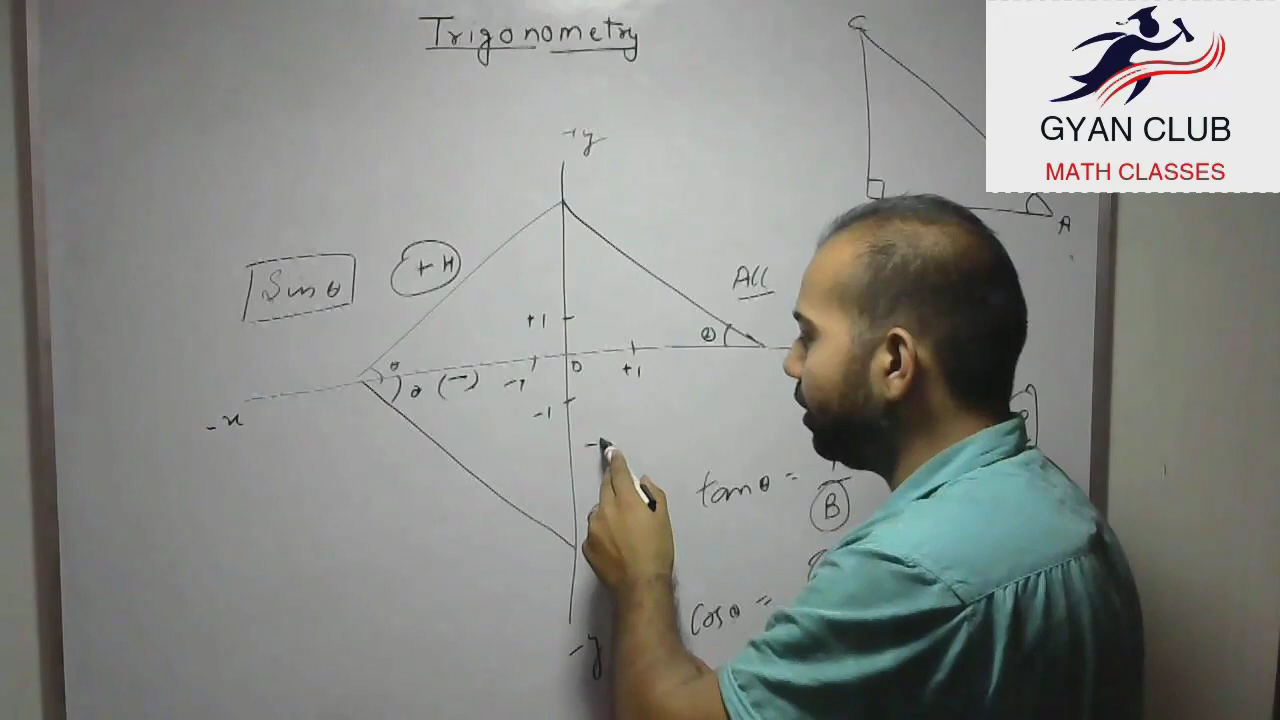 Trigonometry
C
GYAN CLUB
MATH CLASSES
A
+y
Sin θ
+H
All
+1
θ
θ
0
+1
-1
θ (-)
-x
-1
-
tan θ =
B
cos θ =
-y